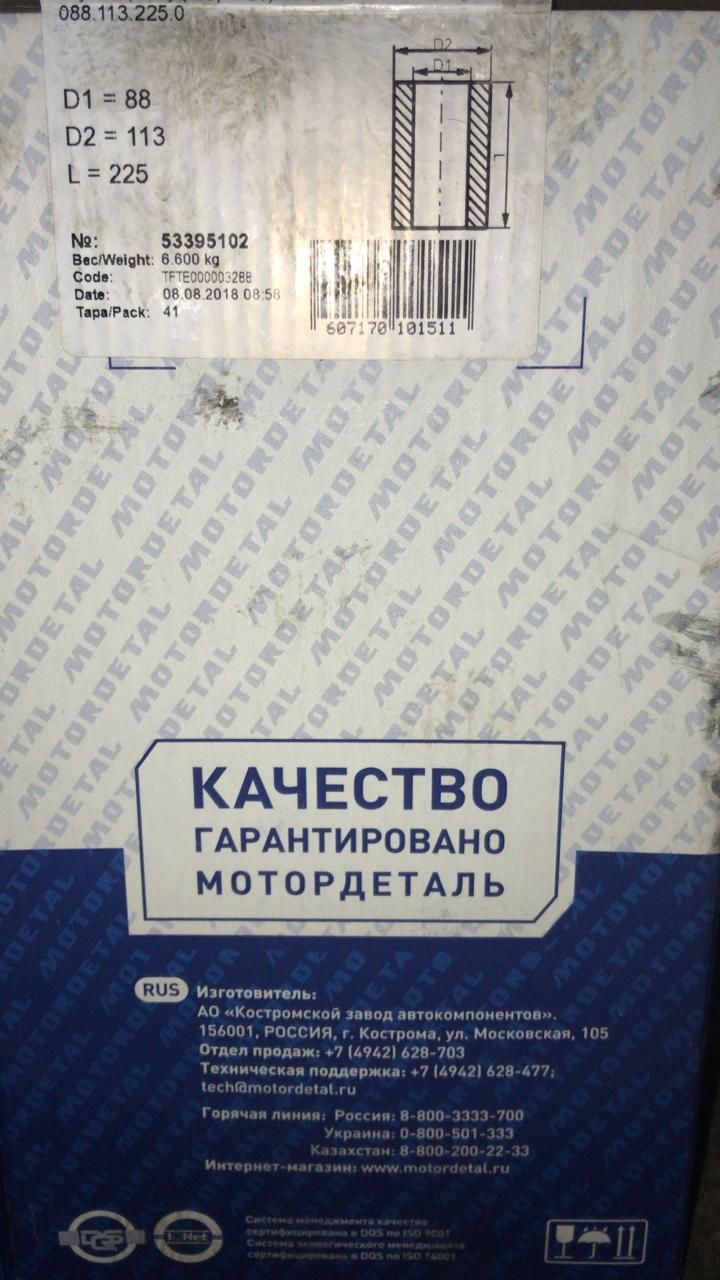 088.113.225.0
D2
D1
D1 = 88
D2 = 113
L
L = 225
№: 53395102
Вес/Weight: 6.600 kg
Code: TFTE000003288
Date: 08.08.2018 08:58
Тара/Pack: 41
607170 101511
MOTORDETAL
КАЧЕСТВО
ГАРАНТИРОВАНО
МОТОРДЕТАЛЬ
RUS Изготовитель:
АО «Костромской завод автокомпонентов».
156001, РОССИЯ, г. Кострома, ул. Московская, 105
Отдел продаж: +7 (4942) 628-703
Техническая поддержка: +7 (4942) 628-477;
tech@motordetal.ru
Горячая линия: Россия: 8-800-3333-700
Украина: 0-800-501-333
Казахстан: 8-800-200-22-33
Интернет-магазин: www.motordetal.ru
DQS
IQNet
Система менеджмента качества
сертифицирована в DQS по ISO 9001
Система экологического менеджмента
сертифицирована в DQS по ISO 14001